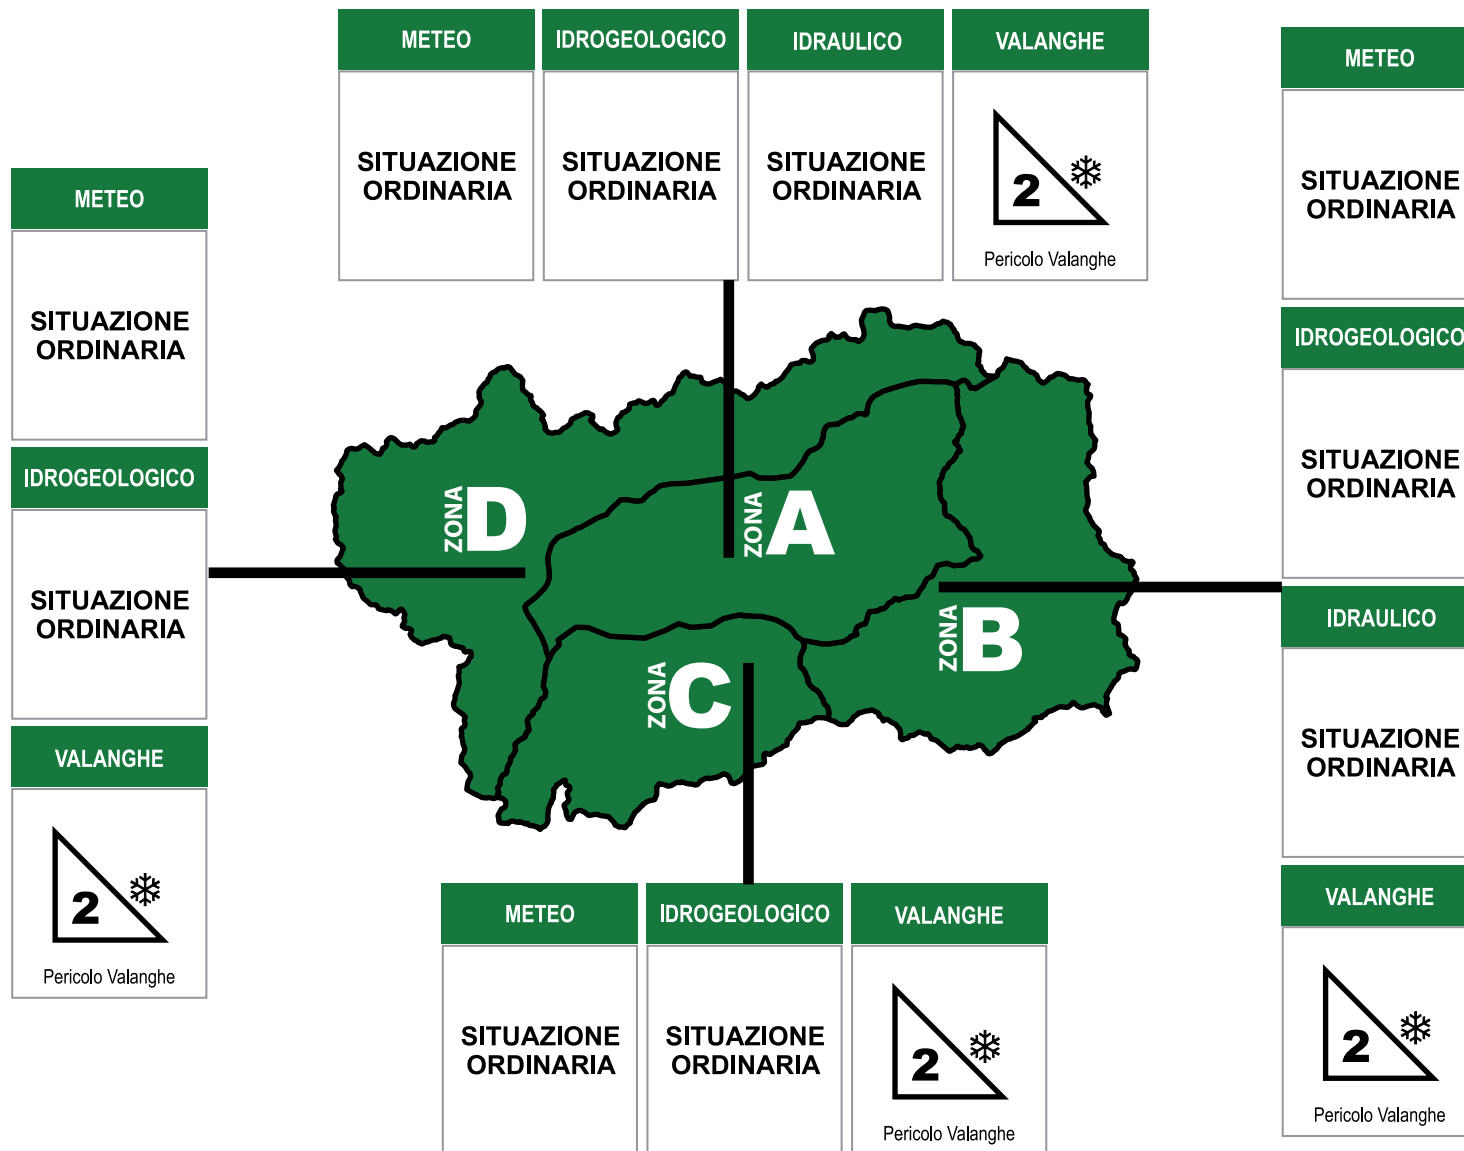 METEO
IDROGEOLOGICO
IDRAULICO
VALANGHE
SITUAZIONE
ORDINARIA
SITUAZIONE
ORDINARIA
SITUAZIONE
ORDINARIA
2
Pericolo Valanghe
METEO
SITUAZIONE
ORDINARIA
IDROGEOLOGICO
SITUAZIONE
ORDINARIA
VALANGHE
2
Pericolo Valanghe
ZONA D
ZONA A
ZONA B
ZONA C
METEO
SITUAZIONE
ORDINARIA
IDROGEOLOGICO
SITUAZIONE
ORDINARIA
IDRAULICO
SITUAZIONE
ORDINARIA
VALANGHE
2
Pericolo Valanghe
METEO
IDROGEOLOGICO
VALANGHE
SITUAZIONE
ORDINARIA
SITUAZIONE
ORDINARIA
2
Pericolo Valanghe